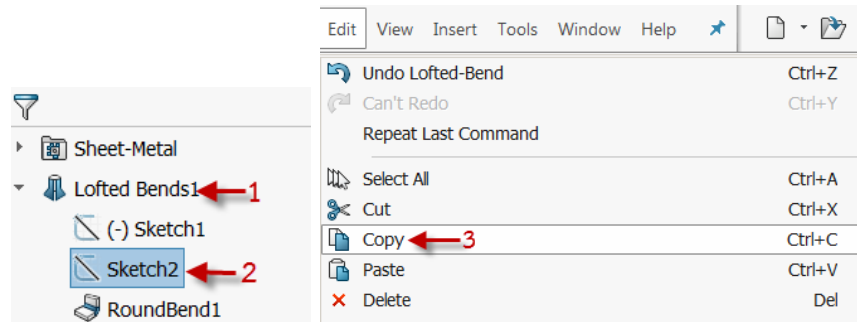 Sheet-Metal
Lofted Bends1 1
(-) Sketch1
Sketch2 2
RoundBend1
Edit View Insert Tools Window Help
Undo Lofted-Bend Ctrl+Z
Can't Redo Ctrl+Y
Repeat Last Command
Select All Ctrl+A
Cut Ctrl+X
Copy 3 Ctrl+C
Paste Ctrl+V
Delete Del